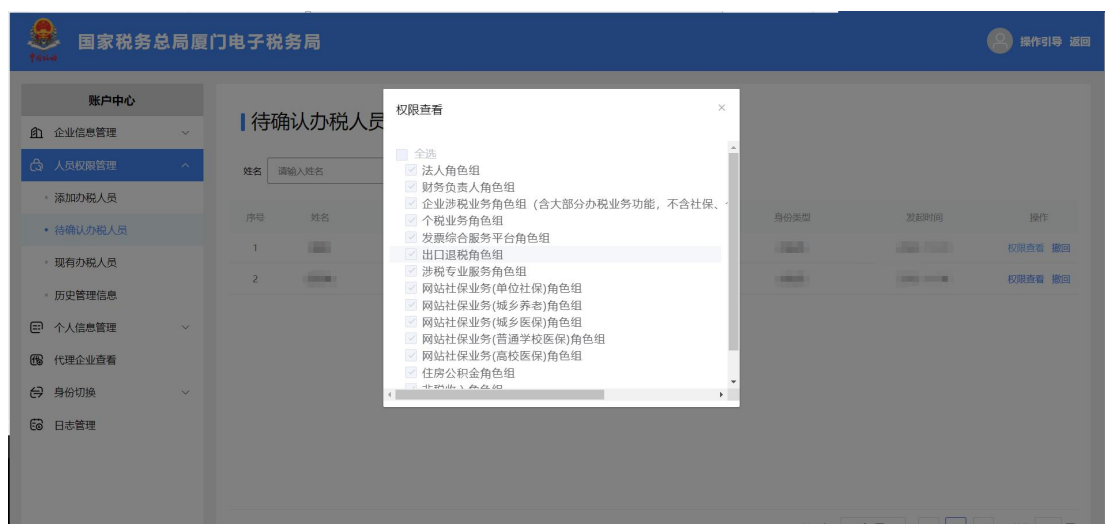 国家税务总局厦门电子税务局
操作引导 返回
账户中心
企业信息管理
人员权限管理
添加办税人员
待确认办税人员
现有办税人员
历史管理信息
个人信息管理
代理企业查看
身份切换
日志管理
待确认办税人员
姓名 请输入姓名
序号 姓名 身份类型 发起时间 操作
1 权限查看 撤回
2 权限查看 撤回
权限查看 ×
全选
法人角色组
财务负责人角色组
企业涉税业务角色组（含大部分办税业务功能，不含社保、
个税业务角色组
发票综合服务平台角色组
出口退税角色组
涉税专业服务角色组
网站社保业务(单位社保)角色组
网站社保业务(城乡养老)角色组
网站社保业务(城乡医保)角色组
网站社保业务(普通学校医保)角色组
网站社保业务(高校医保)角色组
住房公积金角色组
非税收入角色组